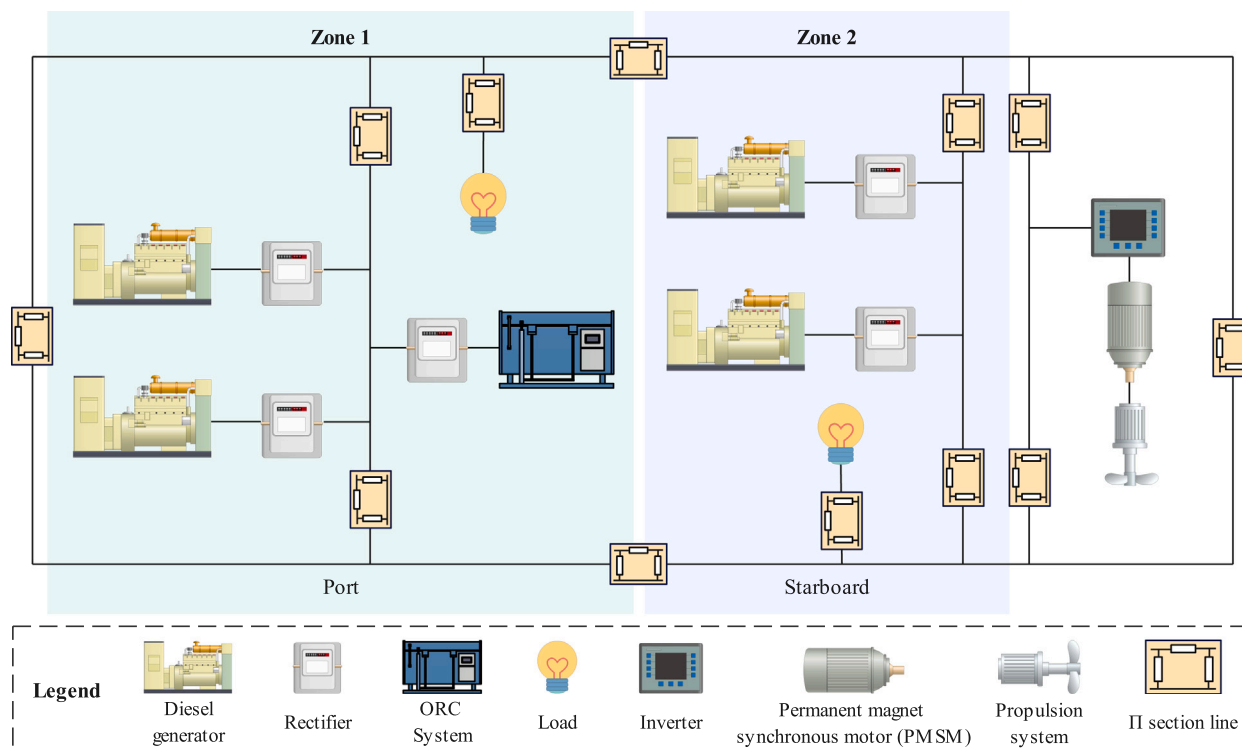 Zone 1
Zone 2
Port
Starboard
Legend
Diesel
generator
Rectifier
ORC
System
Load
Inverter
Permanent magnet
synchronous motor (PMSM)
Propulsion
system
Π section line